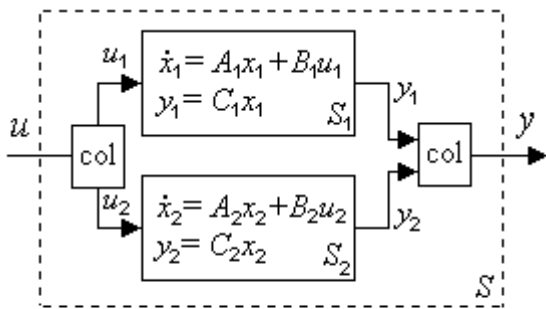 u
col
u₁
ẋ₁ = A₁x₁+B₁u₁
y₁= C₁x₁
S₁
y₁
u₂
ẋ₂ = A₂x₂+B₂u₂
y₂= C₂x₂
S₂
y₂
col
y
S